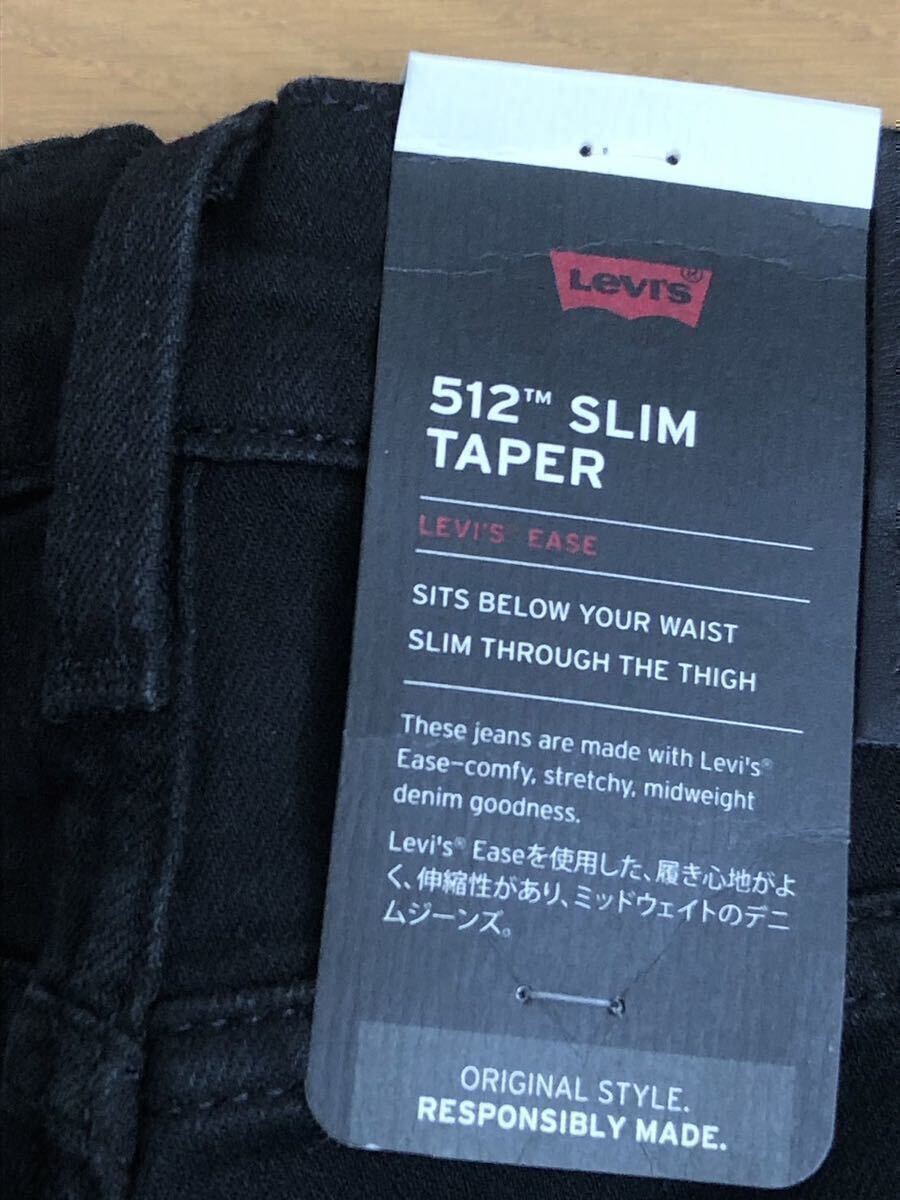 Levi's®
512™ SLIM
TAPER
LEVI'S® EASE
SITS BELOW YOUR WAIST
SLIM THROUGH THE THIGH
These jeans are made with Levi's®
Ease–comfy, stretchy, midweight
denim goodness.
Levi's® Easeを使用した、履き心地がよ
く、伸縮性があり、ミッドウェイトのデニ
ムジーンズ。
ORIGINAL STYLE.
RESPONSIBLY MADE.